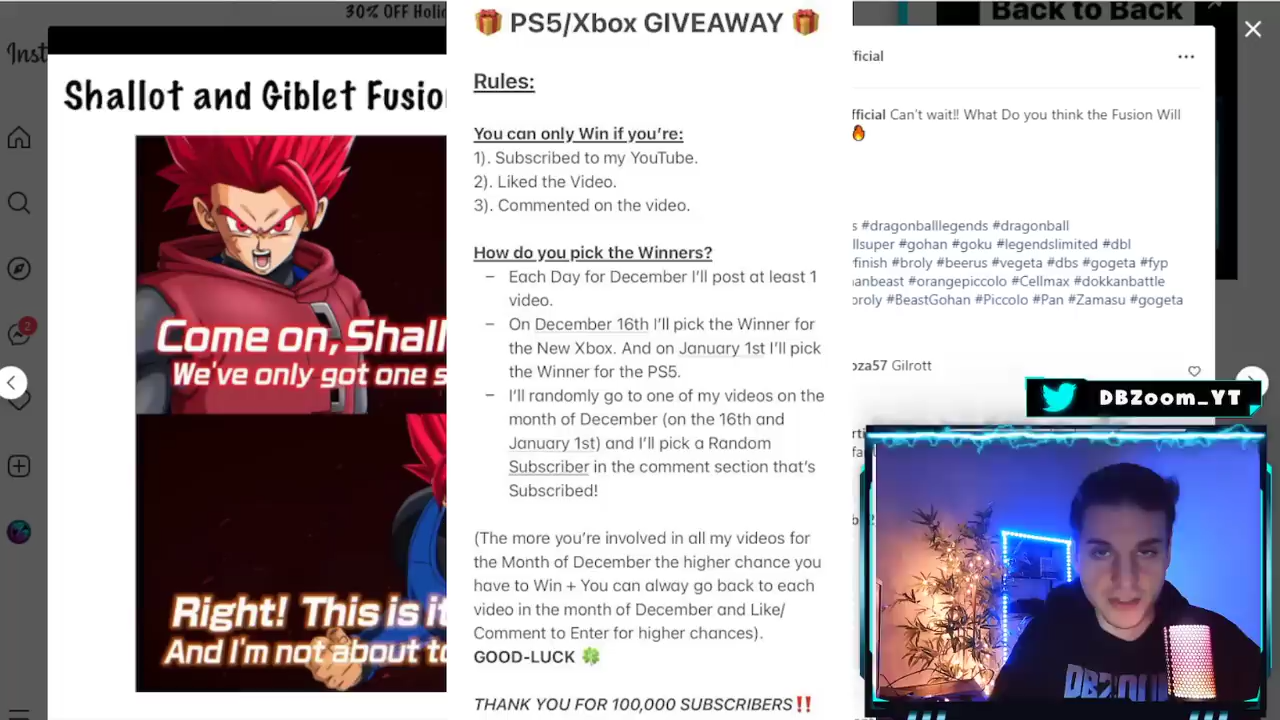 30% OFF Holi
Back to Back
Inst
2
Shallot and Giblet Fusio
Come on, Shall
We've only got one s
Right! This is it
And I'm not about to
🎁 PS5/Xbox GIVEAWAY 🎁
Rules:
You can only Win if you're:
1). Subscribed to my YouTube.
2). Liked the Video.
3). Commented on the video.
How do you pick the Winners?
– Each Day for December I'll post at least 1
video.
– On December 16th I'll pick the Winner for
the New Xbox. And on January 1st I'll pick
the Winner for the PS5.
– I'll randomly go to one of my videos on the
month of December (on the 16th and
January 1st) and I'll pick a Random
Subscriber in the comment section that's
Subscribed!
(The more you're involved in all my videos for
the Month of December the higher chance you
have to Win + You can alway go back to each
video in the month of December and Like/
Comment to Enter for higher chances).
GOOD-LUCK 🍀
THANK YOU FOR 100,000 SUBSCRIBERS‼️
fficial
fficial Can't wait!! What Do you think the Fusion Will
🔥
s #dragonballlegends #dragonball
llsuper #gohan #goku #legendslimited #dbl
finish #broly #beerus #vegeta #dbs #gogeta #fyp
nanbeast #orangepiccolo #Cellmax #dokkanbattle
broly #BeastGohan #Piccolo #Pan #Zamasu #gogeta
oza57 Gilrott
DBZoom_YT
DBZOOM